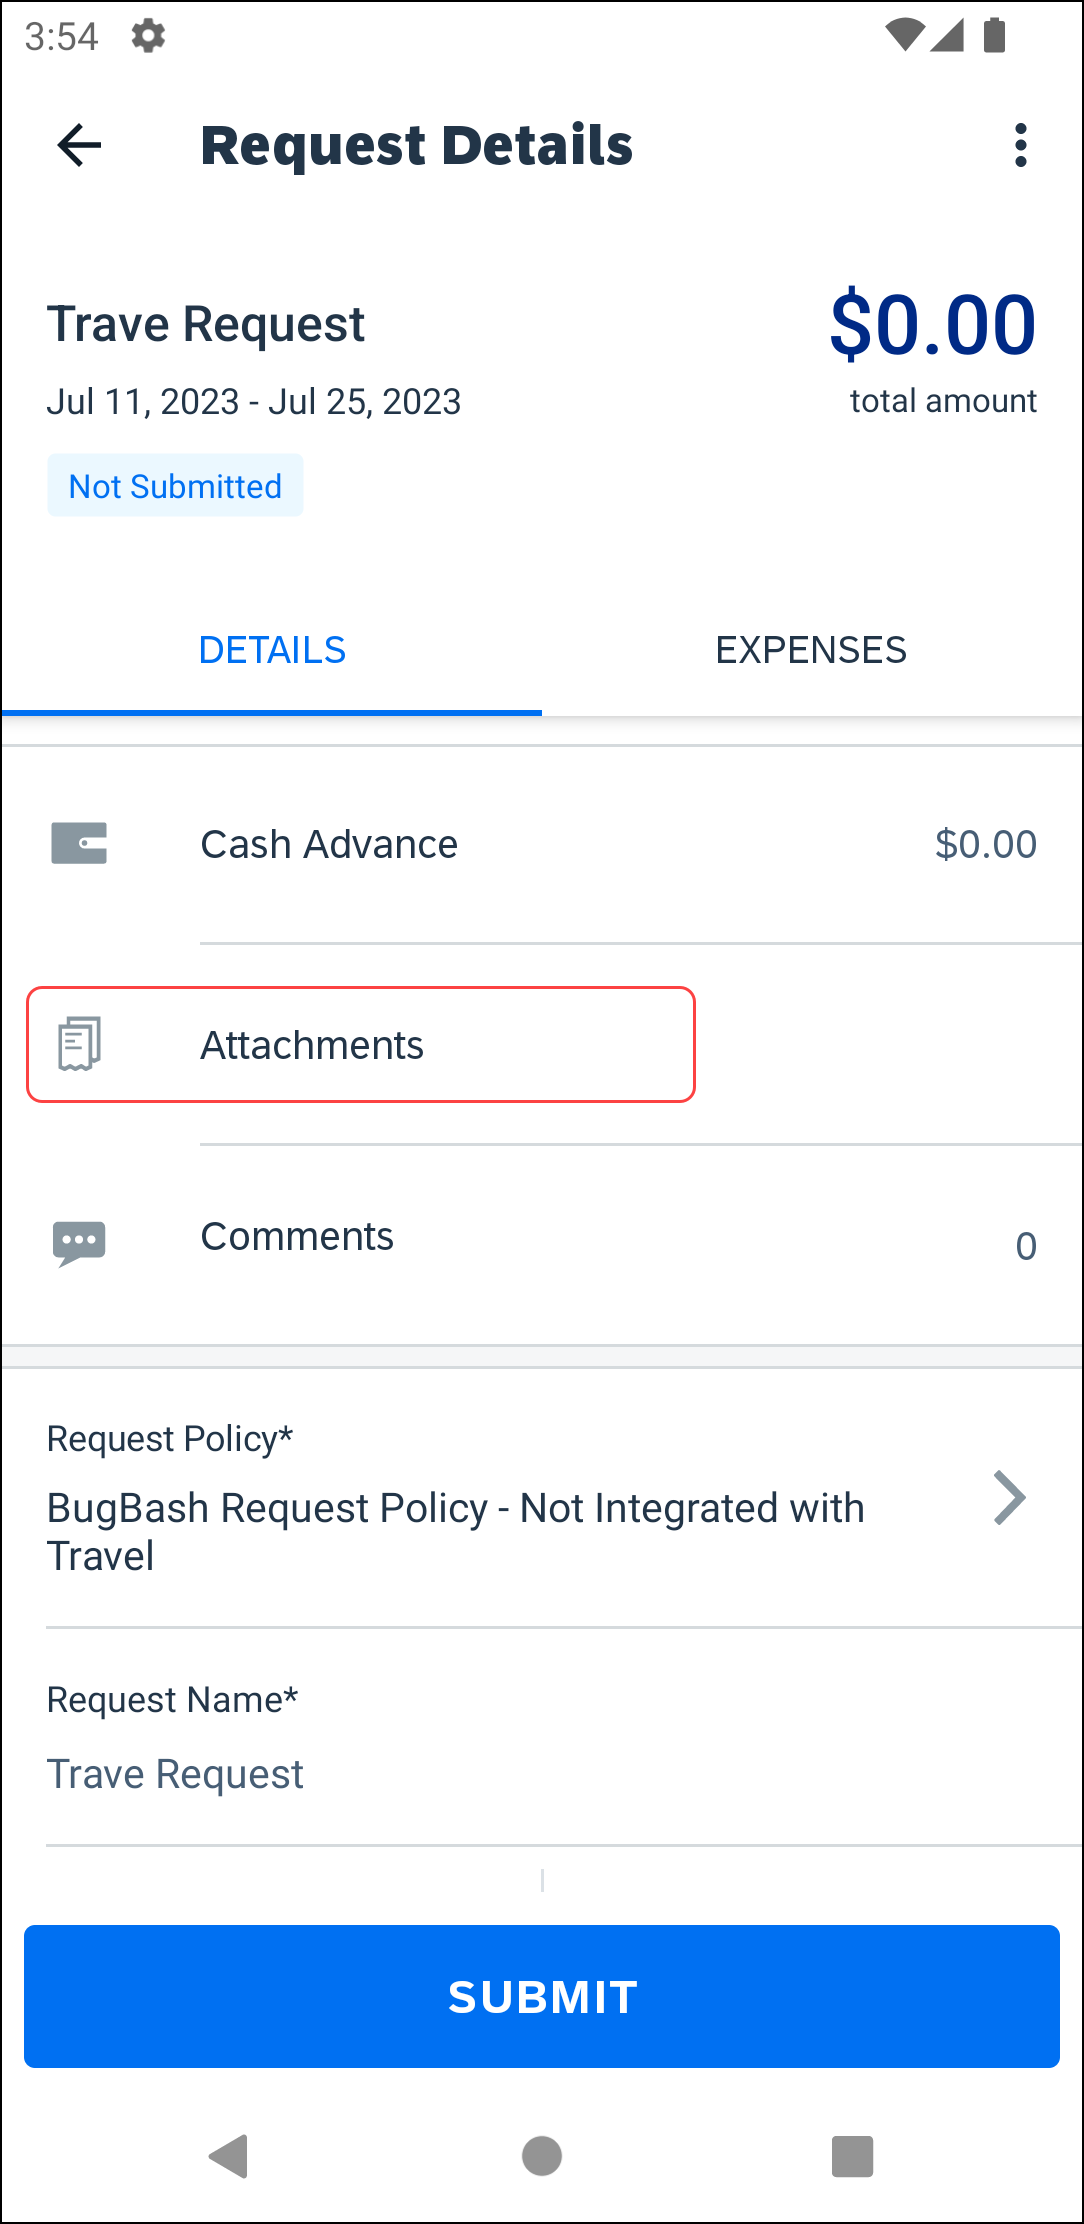 3:54
Request Details
Trave Request
$0.00
Jul 11, 2023 - Jul 25, 2023
total amount
Not Submitted
DETAILS
EXPENSES
Cash Advance
$0.00
Attachments
Comments
0
Request Policy*
BugBash Request Policy - Not Integrated with
Travel
Request Name*
Trave Request
SUBMIT